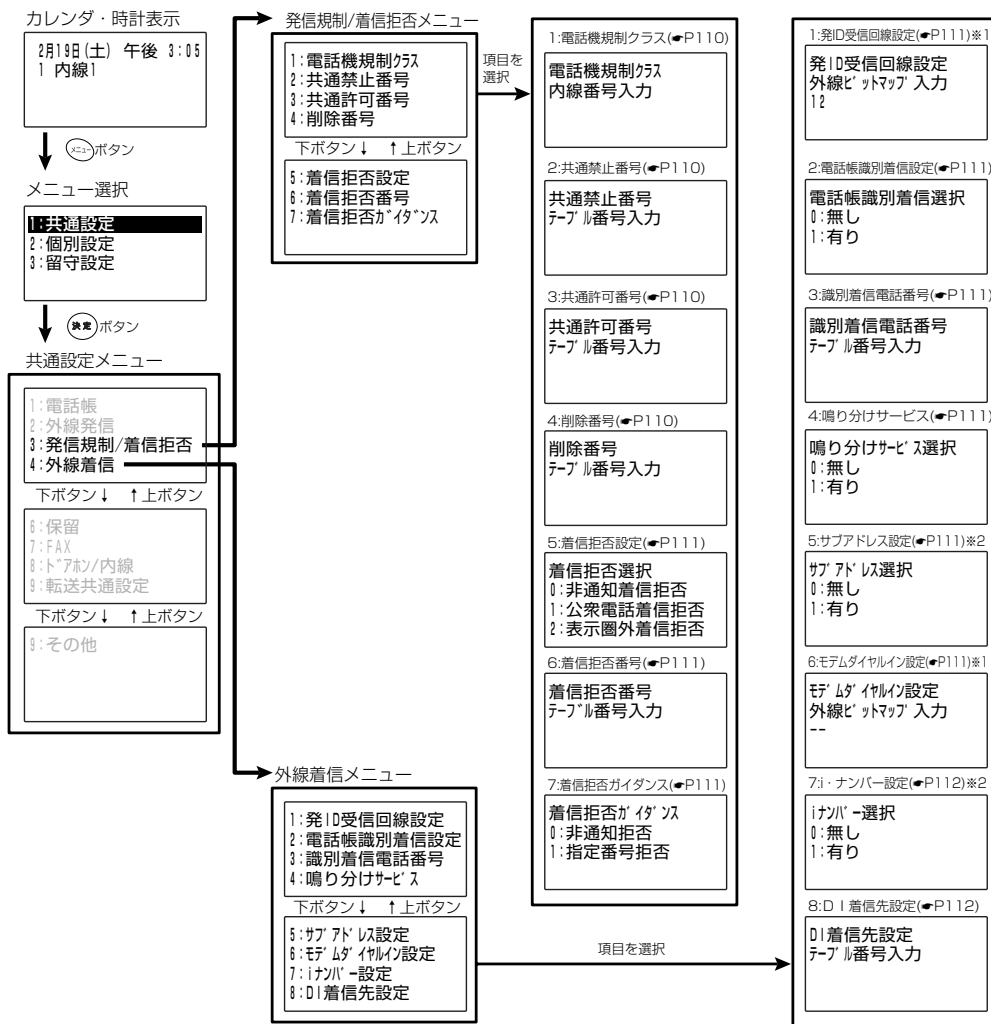 カレンダ・時計表示
2月19日(土) 午後 3:05
1 内線1
メニュー ボタン
メニュー選択
1:共通設定
2:個別設定
3:留守設定
決定 ボタン
共通設定メニュー
1:電話帳
2:外線発信
3:発信規制/着信拒否
4:外線着信
下ボタン↓ ↑上ボタン
6:保留
7:FAX
8:ドアホン/内線
9:転送共通設定
下ボタン↓ ↑上ボタン
9:その他
発信規制/着信拒否メニュー
1:電話機規制クラス
2:共通禁止番号
3:共通許可番号
4:削除番号
下ボタン↓ ↑上ボタン
5:着信拒否設定
6:着信拒否番号
7:着信拒否ガイダンス
項目を
選択
外線着信メニュー
1:発ID受信回線設定
2:電話帳識別着信設定
3:識別着信電話番号
4:鳴り分けサービス
下ボタン↓ ↑上ボタン
5:サブアドレス設定
6:モデムダイヤルイン設定
7:iナンバー設定
8:DI着信先設定
項目を選択
1:電話機規制クラス(☛P110)
電話機規制クラス
内線番号入力
2:共通禁止番号(☛P110)
共通禁止番号
テーブル番号入力
3:共通許可番号(☛P110)
共通許可番号
テーブル番号入力
4:削除番号(☛P110)
削除番号
テーブル番号入力
5:着信拒否設定(☛P111)
着信拒否選択
0:非通知着信拒否
1:公衆電話着信拒否
2:表示圏外着信拒否
6:着信拒否番号(☛P111)
着信拒否番号
テーブル番号入力
7:着信拒否ガイダンス(☛P111)
着信拒否ガイダンス
0:非通知拒否
1:指定番号拒否
1:発ID受信回線設定(☛P111)※1
発ID受信回線設定
外線ビットマップ入力
12
2:電話帳識別着信設定(☛P111)
電話帳識別着信選択
0:無し
1:有り
3:識別着信電話番号(☛P111)
識別着信電話番号
テーブル番号入力
4:鳴り分けサービス(☛P111)
鳴り分けサービス選択
0:無し
1:有り
5:サブアドレス設定(☛P111)※2
サブアドレス選択
0:無し
1:有り
6:モデムダイヤルイン設定(☛P111)※1
モデムダイヤルイン設定
外線ビットマップ入力
--
7:i・ナンバー設定(☛P112)※2
iナンバー選択
0:無し
1:有り
8:DI着信先設定(☛P112)
DI着信先設定
テーブル番号入力